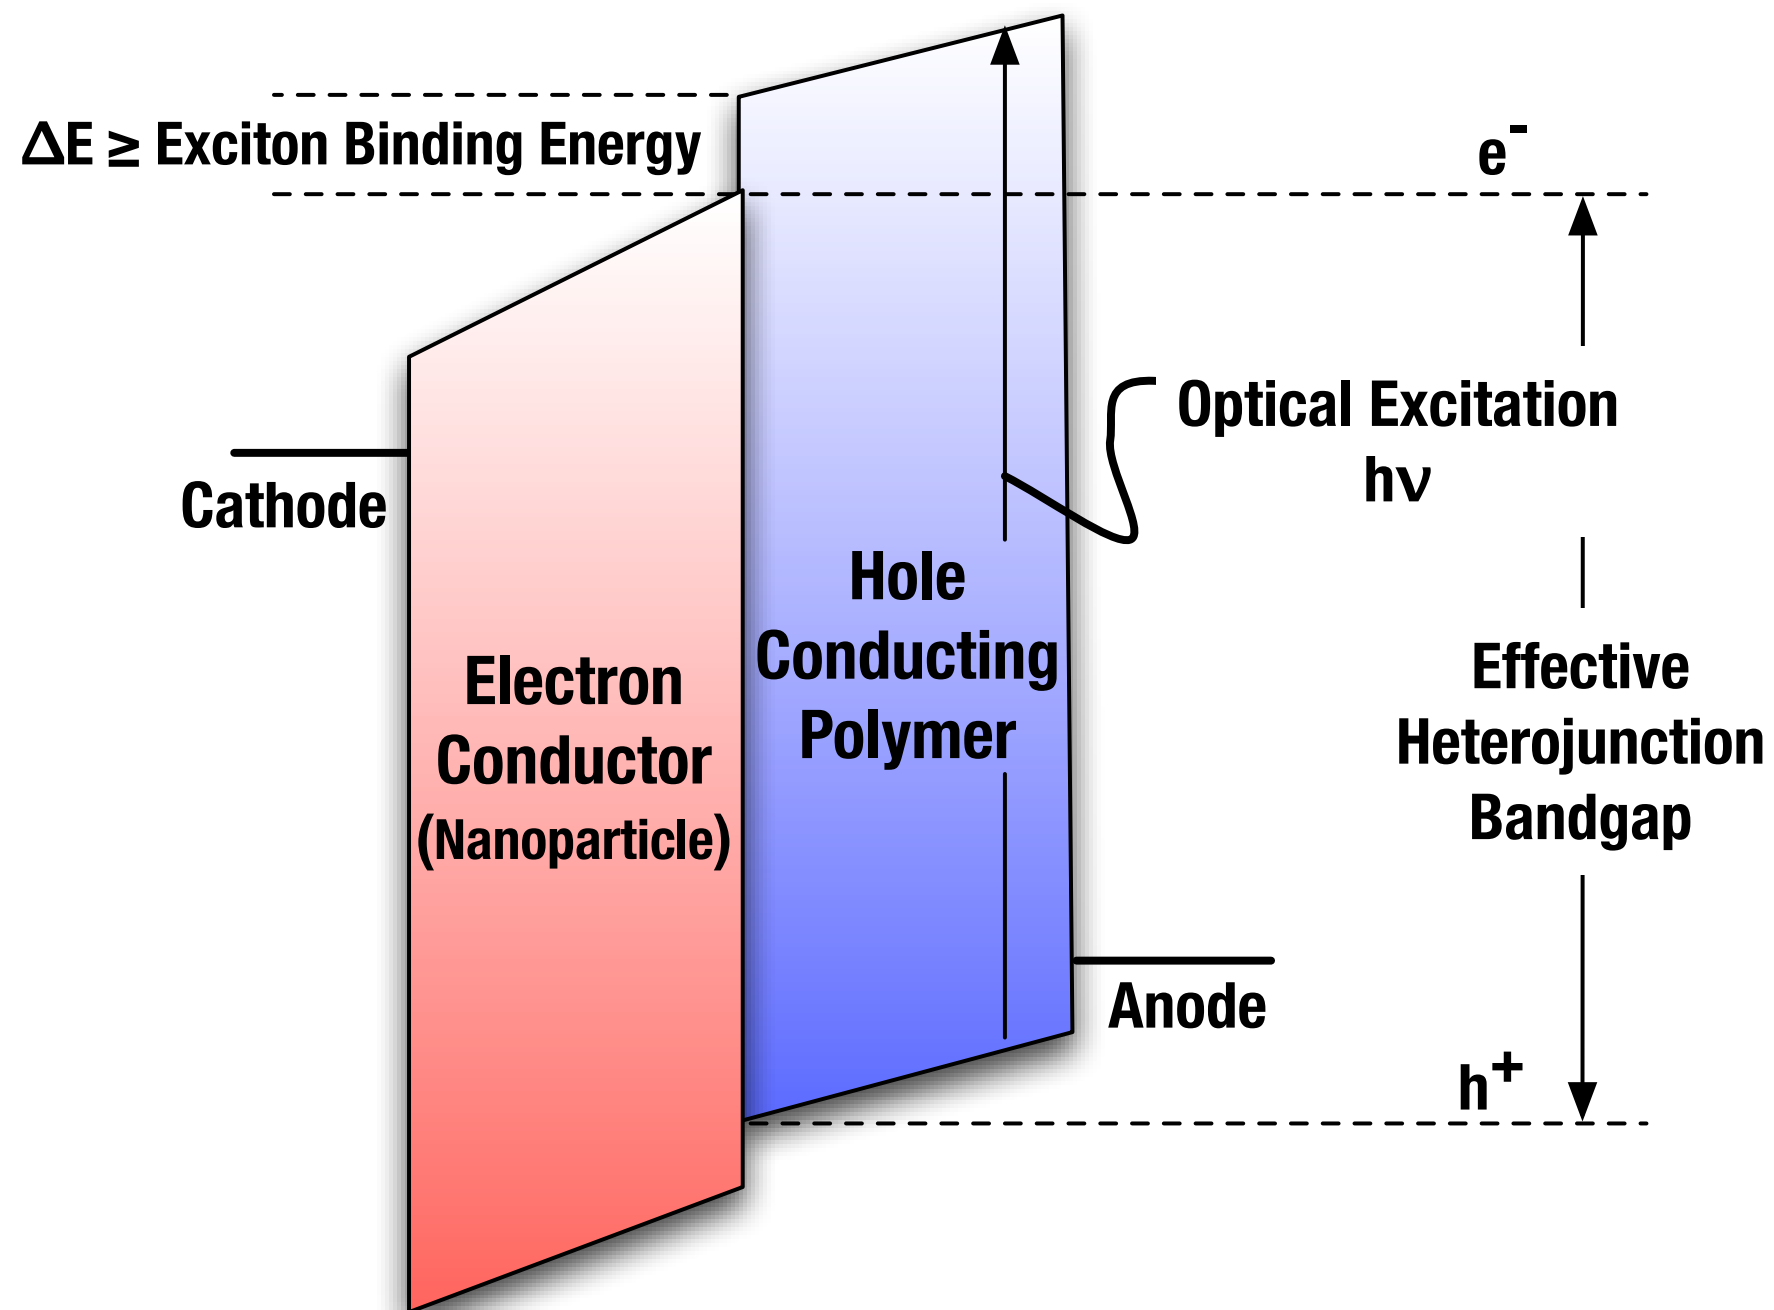 ΔE ≥ Exciton Binding Energy
e⁻
Optical Excitation
hν
Cathode
Hole
Conducting
Polymer
Electron
Conductor
(Nanoparticle)
Effective
Heterojunction
Bandgap
Anode
h⁺